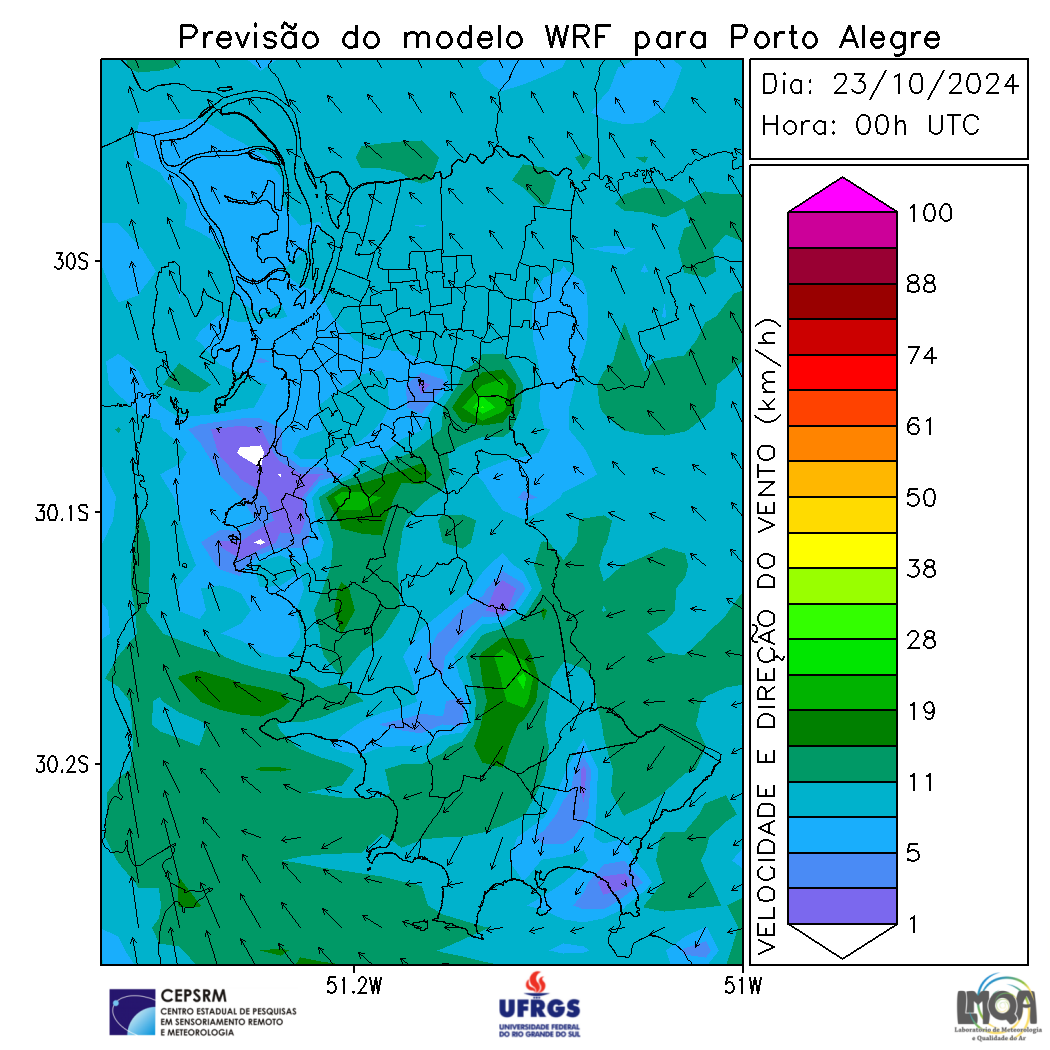 Previsão do modelo WRF para Porto Alegre
Dia: 23/10/2024
Hora: 00h UTC
30S
30.1S
30.2S
51.2W
51W
VELOCIDADE E DIREÇÃO DO VENTO (km/h)
100
88
74
61
50
38
28
19
11
5
1
CEPSRM
CENTRO ESTADUAL DE PESQUISAS
EM SENSORIAMENTO REMOTO
E METEOROLOGIA
UFRGS
UNIVERSIDADE FEDERAL
DO RIO GRANDE DO SUL
LMQA
Laboratório de Meteorologia
e Qualidade do Ar